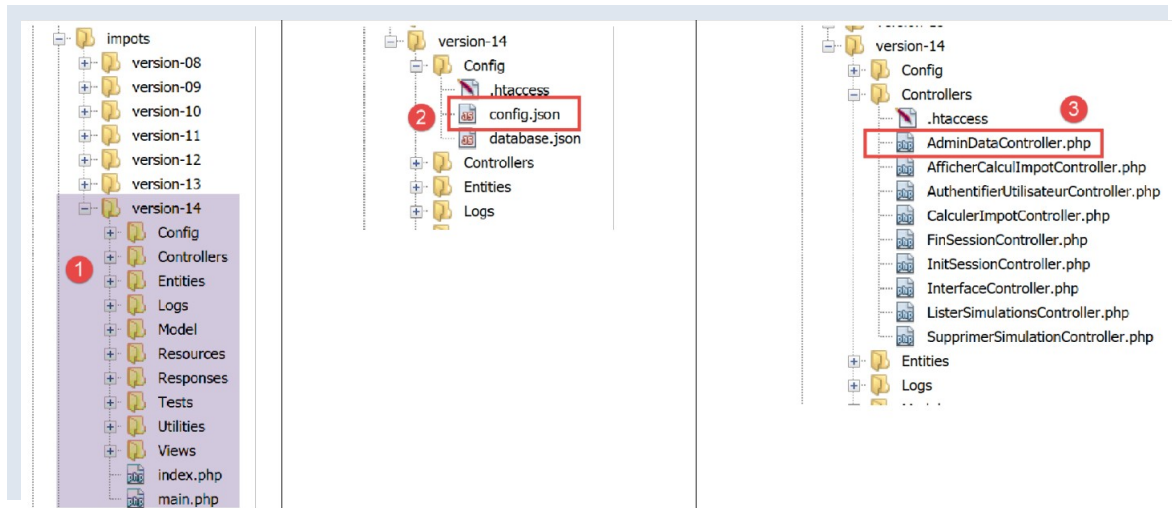 impots
version-08
version-09
version-10
version-11
version-12
version-13
version-14
1
Config
Controllers
Entities
Logs
Model
Resources
Responses
Tests
Utilities
Views
index.php
main.php
version-14
Config
.htaccess
2
config.json
database.json
Controllers
Entities
Logs
version-14
Config
Controllers
.htaccess
3
AdminDataController.php
AfficherCalculImpotController.php
AuthentifierUtilisateurController.php
CalculerImpotController.php
FinSessionController.php
InitSessionController.php
InterfaceController.php
ListerSimulationsController.php
SupprimerSimulationController.php
Entities
Logs